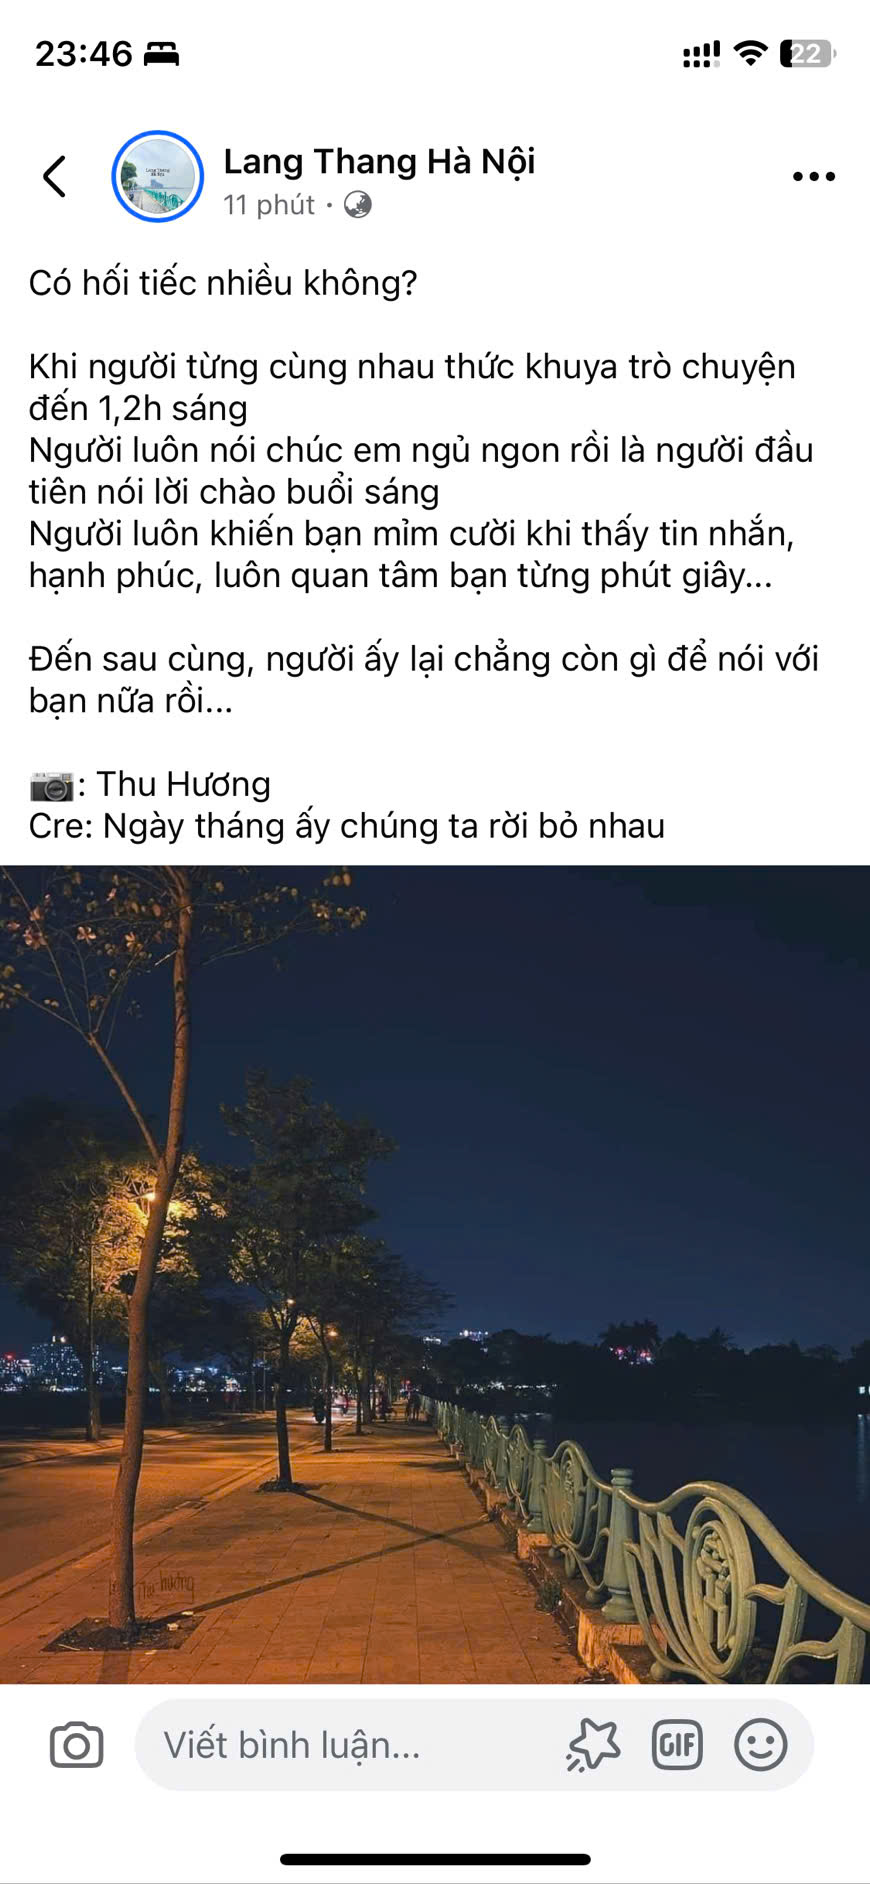 23:46
22
Lang Thang Hà Nội
11 phút ·
Có hối tiếc nhiều không?
Khi người từng cùng nhau thức khuya trò chuyện
đến 1,2h sáng
Người luôn nói chúc em ngủ ngon rồi là người đầu
tiên nói lời chào buổi sáng
Người luôn khiến bạn mỉm cười khi thấy tin nhắn,
hạnh phúc, luôn quan tâm bạn từng phút giây...
Đến sau cùng, người ấy lại chẳng còn gì để nói với
bạn nữa rồi...
📷: Thu Hương
Cre: Ngày tháng ấy chúng ta rời bỏ nhau
Thu hương
Viết bình luận...
GIF